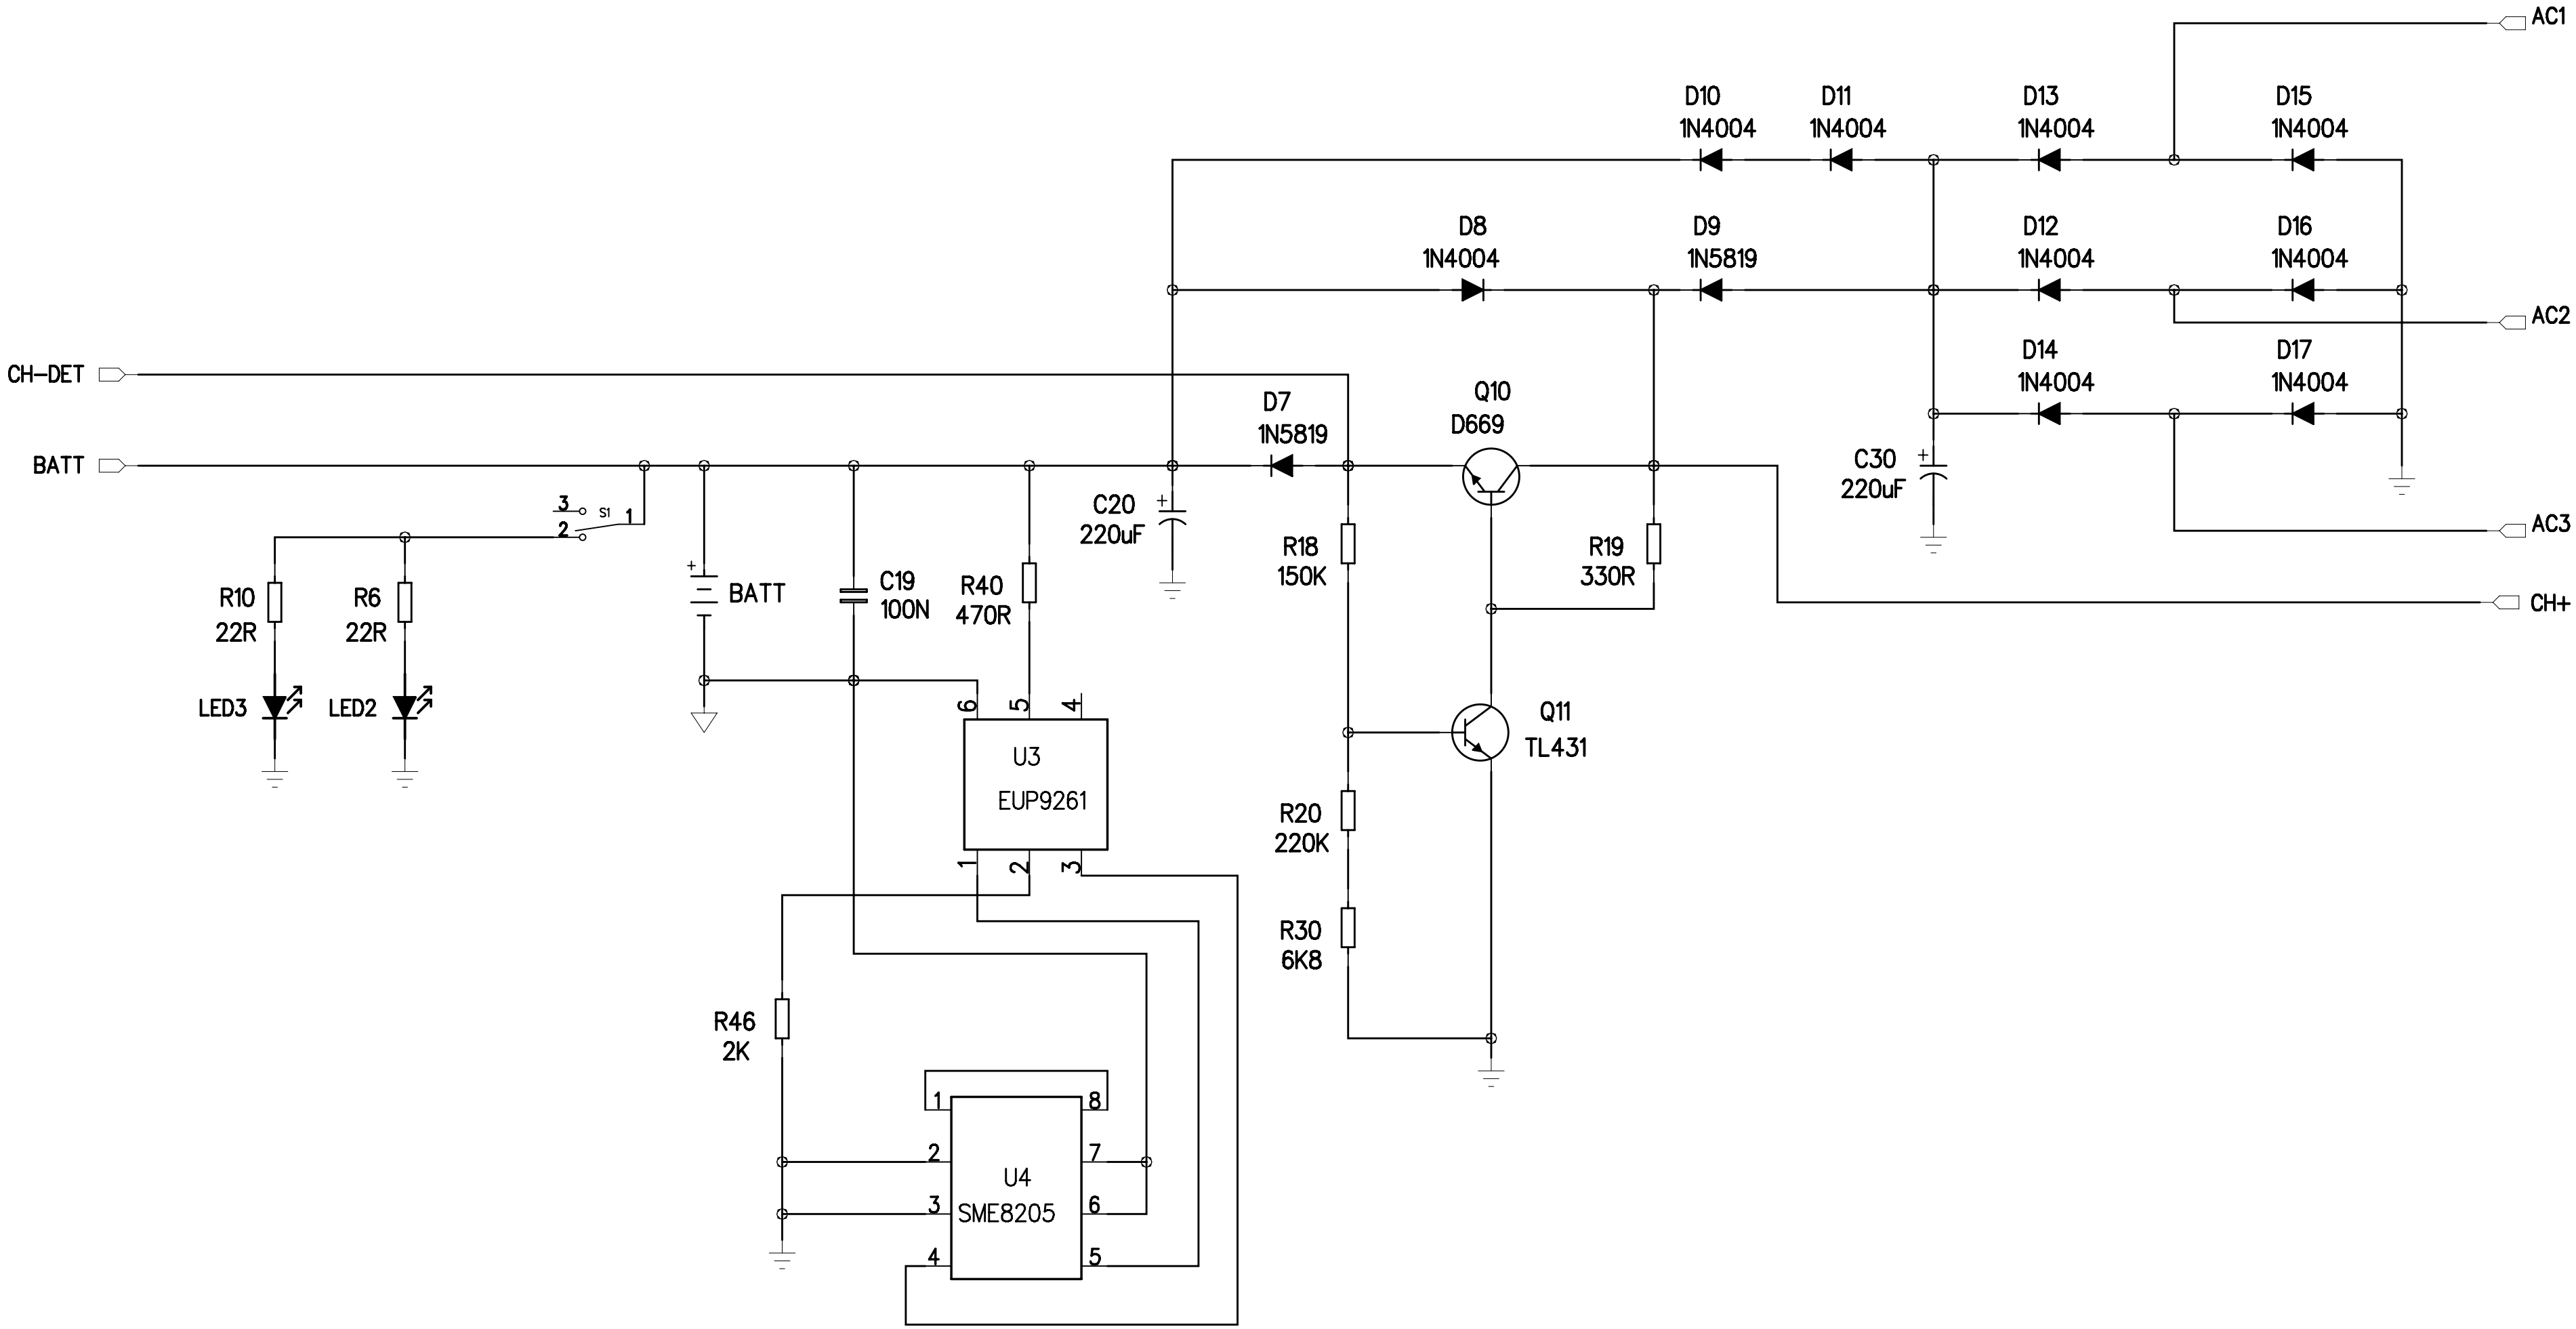 AC1
D10
1N4004
D11
1N4004
D13
1N4004
D15
1N4004
D8
1N4004
D9
1N5819
D12
1N4004
D16
1N4004
AC2
CH-DET
D14
1N4004
D17
1N4004
D7
1N5819
Q10
D669
BATT
C30
220uF
+
AC3
3
S1
1
2
C20
220uF
+
R18
150K
R19
330R
R10
22R
R6
22R
+
BATT
C19
100N
R40
470R
CH+
LED3
LED2
6
5
4
U3
EUP9261
1
2
3
Q11
TL431
R20
220K
R30
6K8
R46
2K
1
8
2
7
U4
3
SME8205
6
4
5